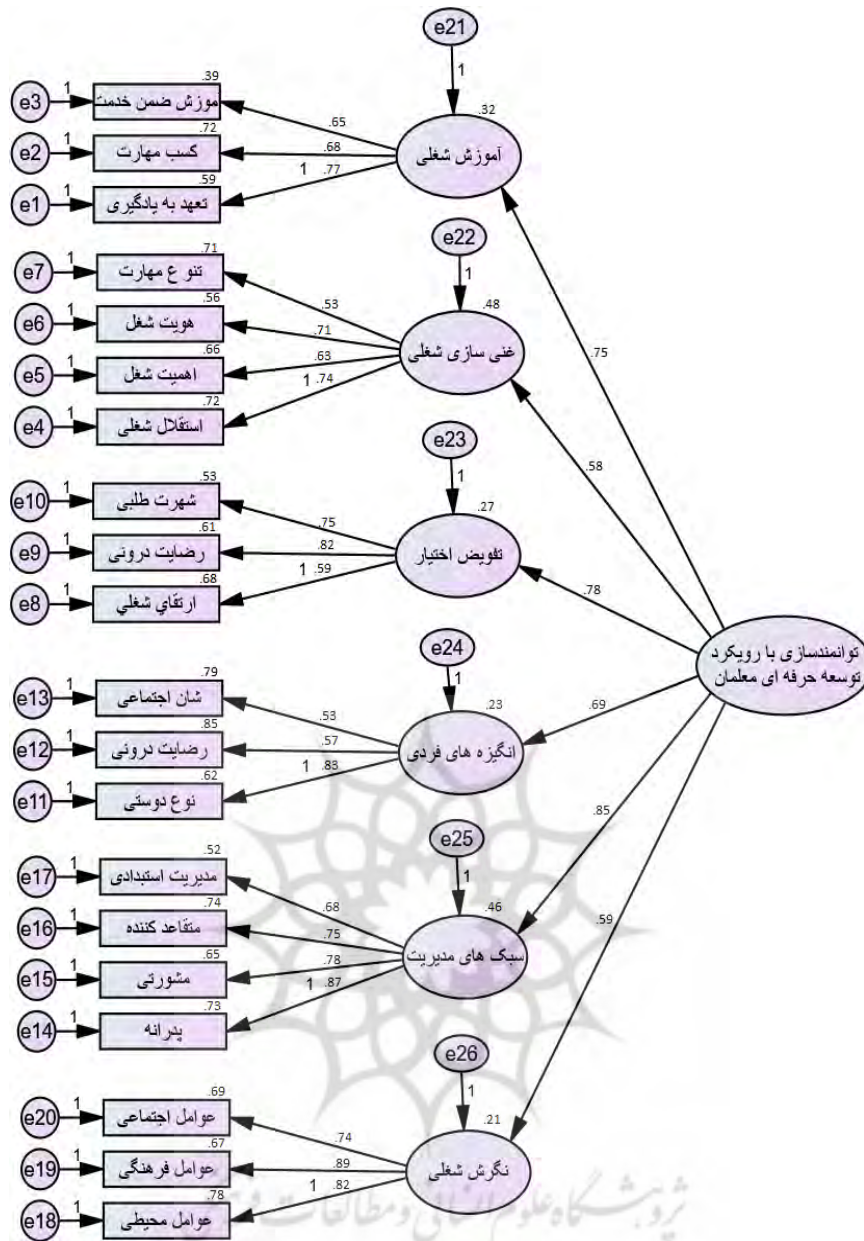 e21
1
.32
آموزش شغلی
e3 1 .39 موزش ضمن خدمت .65
e2 1 .72 کسب مهارت .68
e1 1 .59 تعهد به یادگیری 1 .77
.75
e22
1
.48
غنی سازی شغلی
e7 1 .71 تنو ع مهارت .53
e6 1 .56 هویت شغل .71
e5 1 .66 اهمیت شغل .63
e4 1 .72 استقلال شغلی 1 .74
.58
e23
1
.27
تفویض اختیار
e10 1 .53 شهرت طلبی .75
e9 1 .61 رضایت درونی .82
e8 1 .68 ارتقاي شغلي 1 .59
.78
توانمندسازی با رویکرد
توسعه حرفه ای معلمان
e24
1
.23
انگیزه های فردی
e13 1 .79 شان اجتماعی .53
e12 1 .85 رضایت درونی .57
e11 1 .62 نوع دوستی 1 .83
.69
e25
1
.46
سبک های مدیریت
e17 1 .52 مدیریت استبدادی .68
e16 1 .74 متقاعد کننده .75
e15 1 .65 مشورتی .78
e14 1 .73 پدرانه 1 .87
.85
e26
1
.21
نگرش شغلی
e20 1 .69 عوامل اجتماعی .74
e19 1 .67 عوامل فرهنگی .89
e18 1 .78 عوامل محیطی 1 .82
.59
پژوهشگاه علوم انسانی و مطالعات